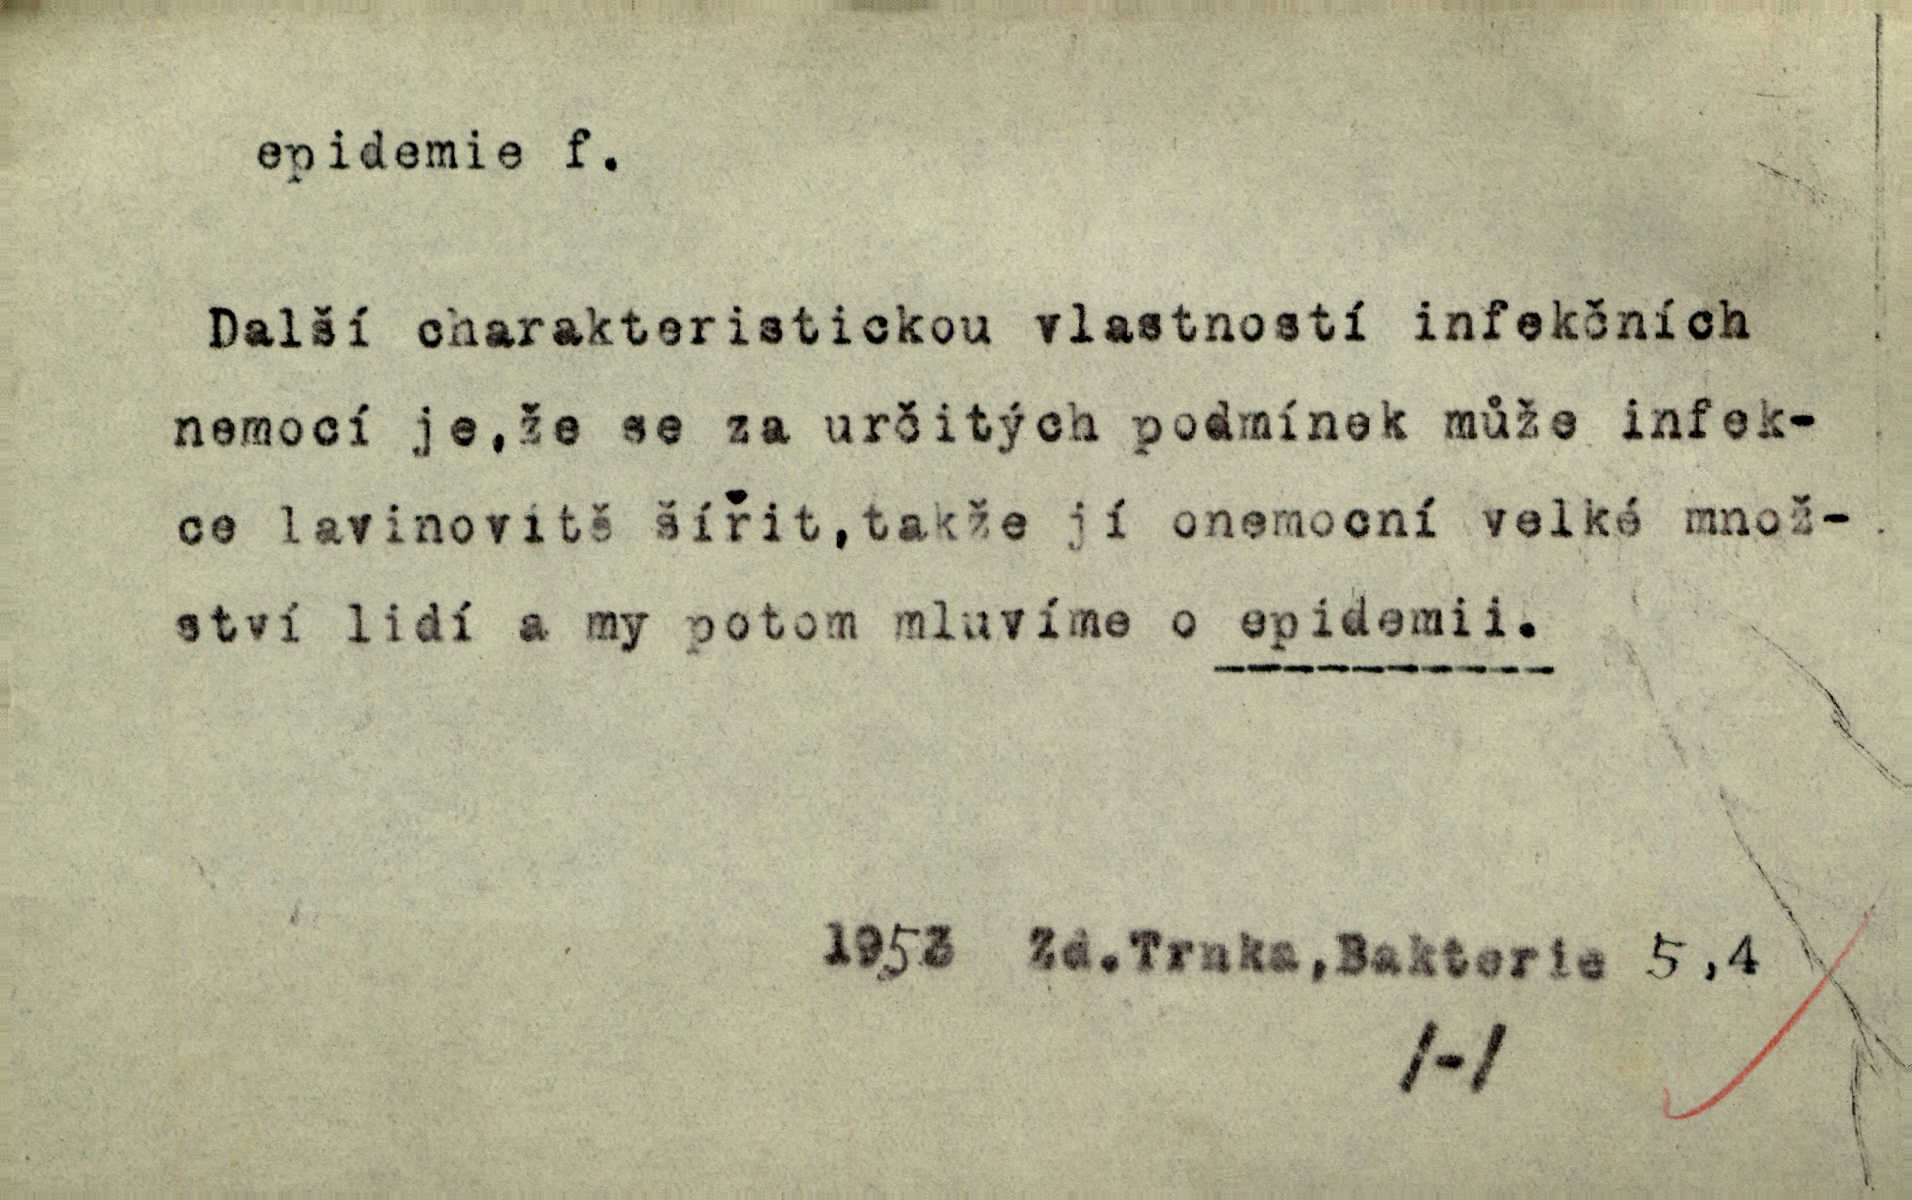 epidemie f.
Další charakteristickou vlastností infekčních
nemocí je,že se za určitých podmínek může infek-
ce lavinovitě šířit,takže jí onemocní velké množ-
ství lidí a my potom mluvíme o epidemii.
1953 Zd.Trnka,Bakterie 5,4
/-/